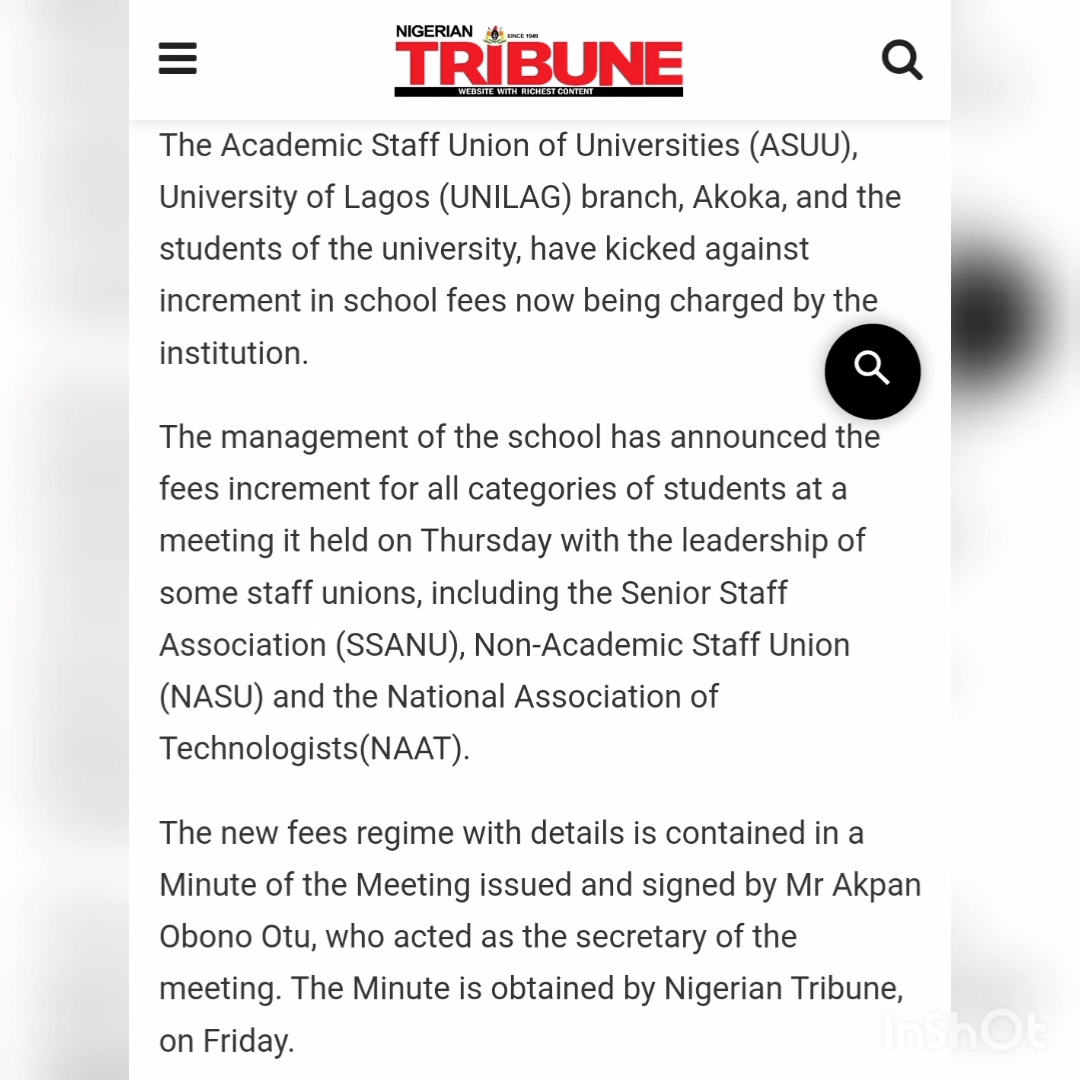 NIGERIAN
SINCE 1949
TRIBUNE
WEBSITE WITH RICHEST CONTENT
The Academic Staff Union of Universities (ASUU),
University of Lagos (UNILAG) branch, Akoka, and the
students of the university, have kicked against
increment in school fees now being charged by the
institution.
The management of the school has announced the
fees increment for all categories of students at a
meeting it held on Thursday with the leadership of
some staff unions, including the Senior Staff
Association (SSANU), Non-Academic Staff Union
(NASU) and the National Association of
Technologists(NAAT).
The new fees regime with details is contained in a
Minute of the Meeting issued and signed by Mr Akpan
Obono Otu, who acted as the secretary of the
meeting. The Minute is obtained by Nigerian Tribune,
on Friday.
InShOt